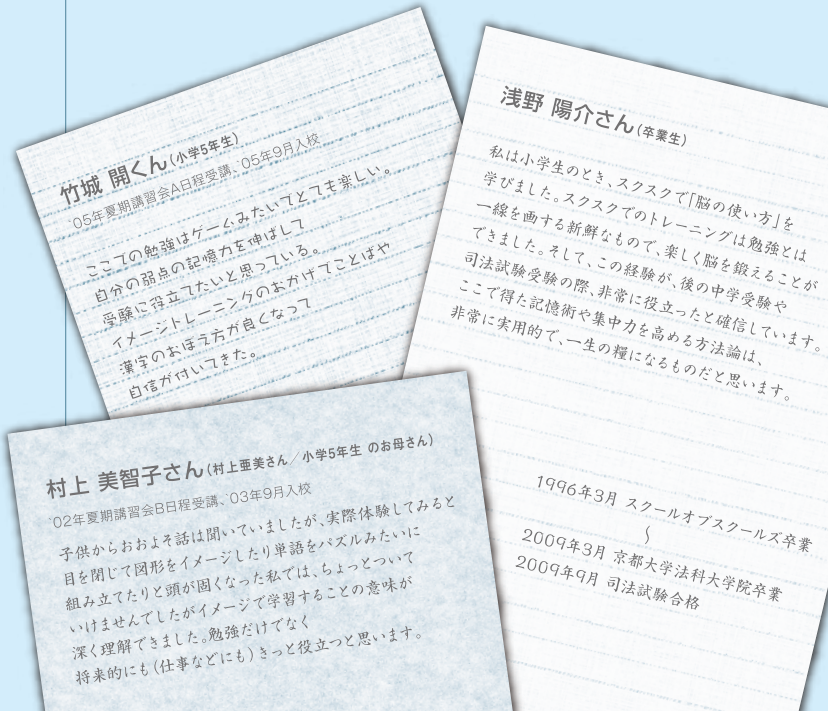 竹城 開くん(小学5年生)
'05年夏期講習会A日程受講、'05年9月入校
ここでの勉強はゲームみたいでとても楽しい。
自分の弱点の記憶力を伸ばして
受験に役立てたいと思っている。
イメージトレーニングのおかげでことばや
漢字のおぼえ方が良くなって
自信が付いてきた。
浅野 陽介さん(卒業生)
私は小学生のとき、スクスクで「脳の使い方」を
学びました。スクスクでのトレーニングは勉強とは
一線を画する新鮮なもので、楽しく脳を鍛えることが
できました。そして、この経験が、後の中学受験や
司法試験受験の際、非常に役立ったと確信しています。
ここで得た記憶術や集中力を高める方法論は、
非常に実用的で、一生の糧になるものだと思います。
1996年3月 スクールオブスクールズ卒業
〜
2009年3月 京都大学法科大学院卒業
2009年9月 司法試験合格
村上 美智子さん(村上亜美さん/小学5年生 のお母さん)
'02年夏期講習会B日程受講、'03年9月入校
子供からおおよそ話は聞いていましたが、実際体験してみると
目を閉じて図形をイメージしたり単語をパズルみたいに
組み立てたりと頭が固くなった私では、ちょっとついて
いけませんでしたがイメージで学習することの意味が
深く理解できました。勉強だけでなく
将来的にも(仕事などにも)きっと役立つと思います。